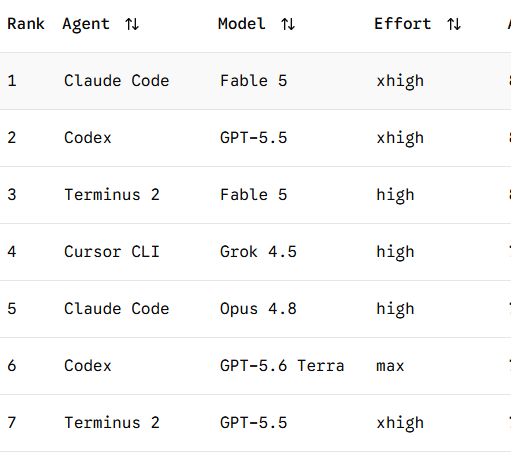 Rank Agent ↑↓ Model ↑↓ Effort ↑↓
1 Claude Code Fable 5 xhigh
2 Codex GPT-5.5 xhigh
3 Terminus 2 Fable 5 high
4 Cursor CLI Grok 4.5 high
5 Claude Code Opus 4.8 high
6 Codex GPT-5.6 Terra max
7 Terminus 2 GPT-5.5 xhigh